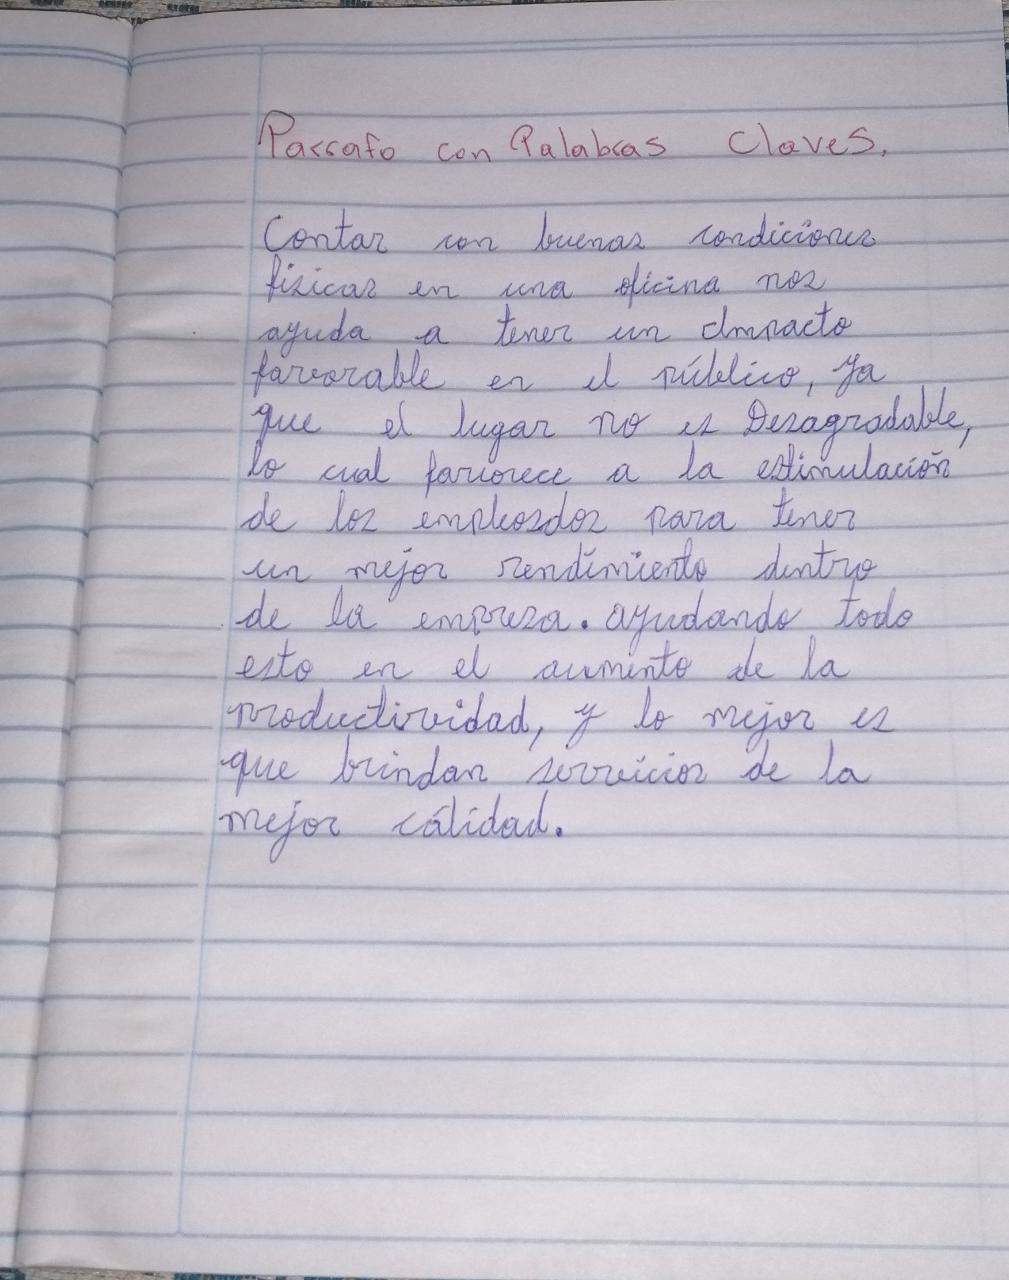 Parrafo con Palabras Claves.
Contar con buenas condiciones
físicas en una oficina nos
ayuda a tener un impacto
favorable en el público, ya
que el lugar no es Desagradable,
lo cual favorece a la estimulación
de los empleados para tener
un mejor rendimiento dentro
de la empresa. ayudando todo
esto en el aumento de la
productividad, y lo mejor es
que brindan servicios de la
mejor cálidad.